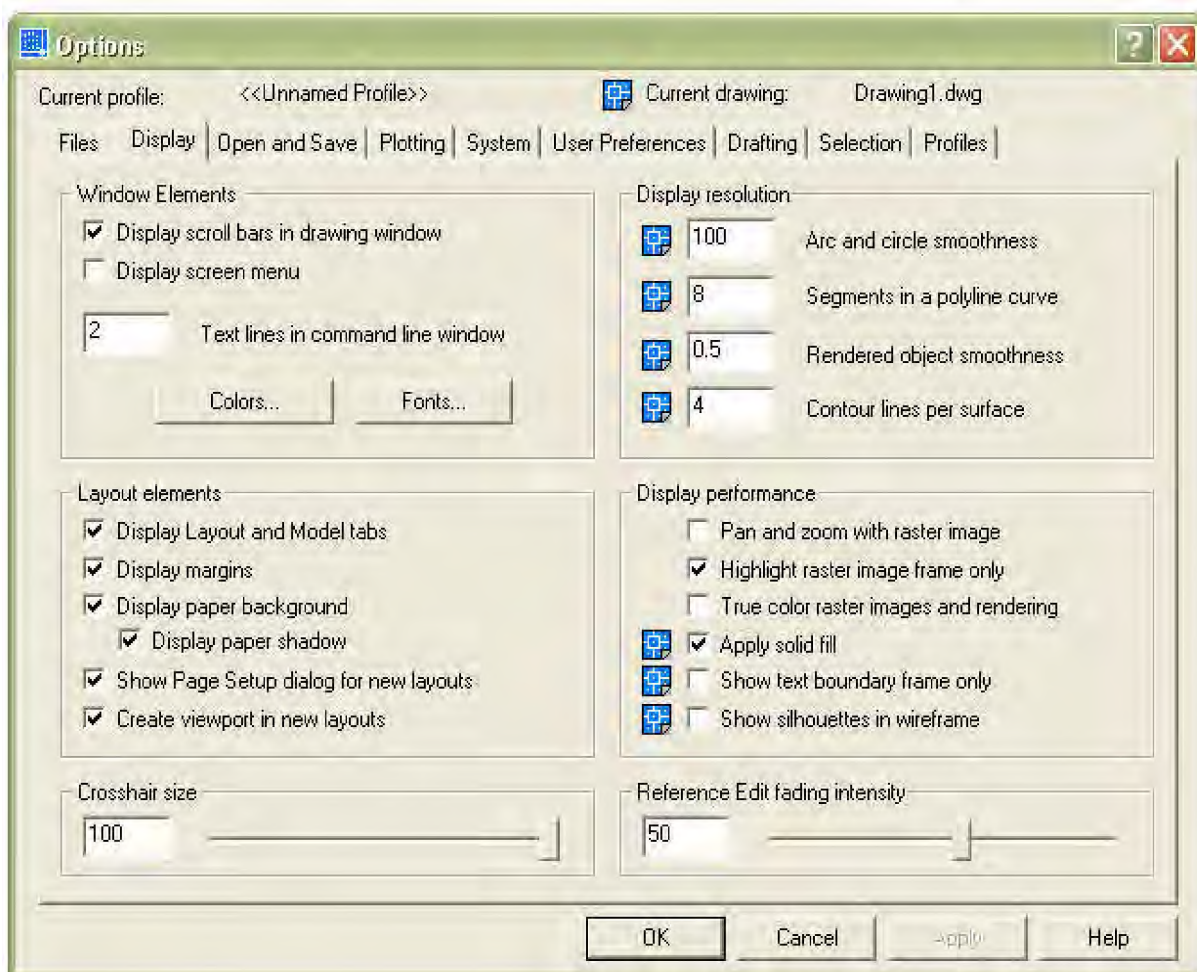 Options
Current profile: <<Unnamed Profile>> Current drawing: Drawing1.dwg
Files Display Open and Save Plotting System User Preferences Drafting Selection Profiles
Window Elements
Display scroll bars in drawing window
Display screen menu
2 Text lines in command line window
Colors... Fonts...
Display resolution
100 Arc and circle smoothness
8 Segments in a polyline curve
0.5 Rendered object smoothness
4 Contour lines per surface
Layout elements
Display Layout and Model tabs
Display margins
Display paper background
Display paper shadow
Show Page Setup dialog for new layouts
Create viewport in new layouts
Display performance
Pan and zoom with raster image
Highlight raster image frame only
True color raster images and rendering
Apply solid fill
Show text boundary frame only
Show silhouettes in wireframe
Crosshair size
100
Reference Edit fading intensity
50
OK Cancel Apply Help